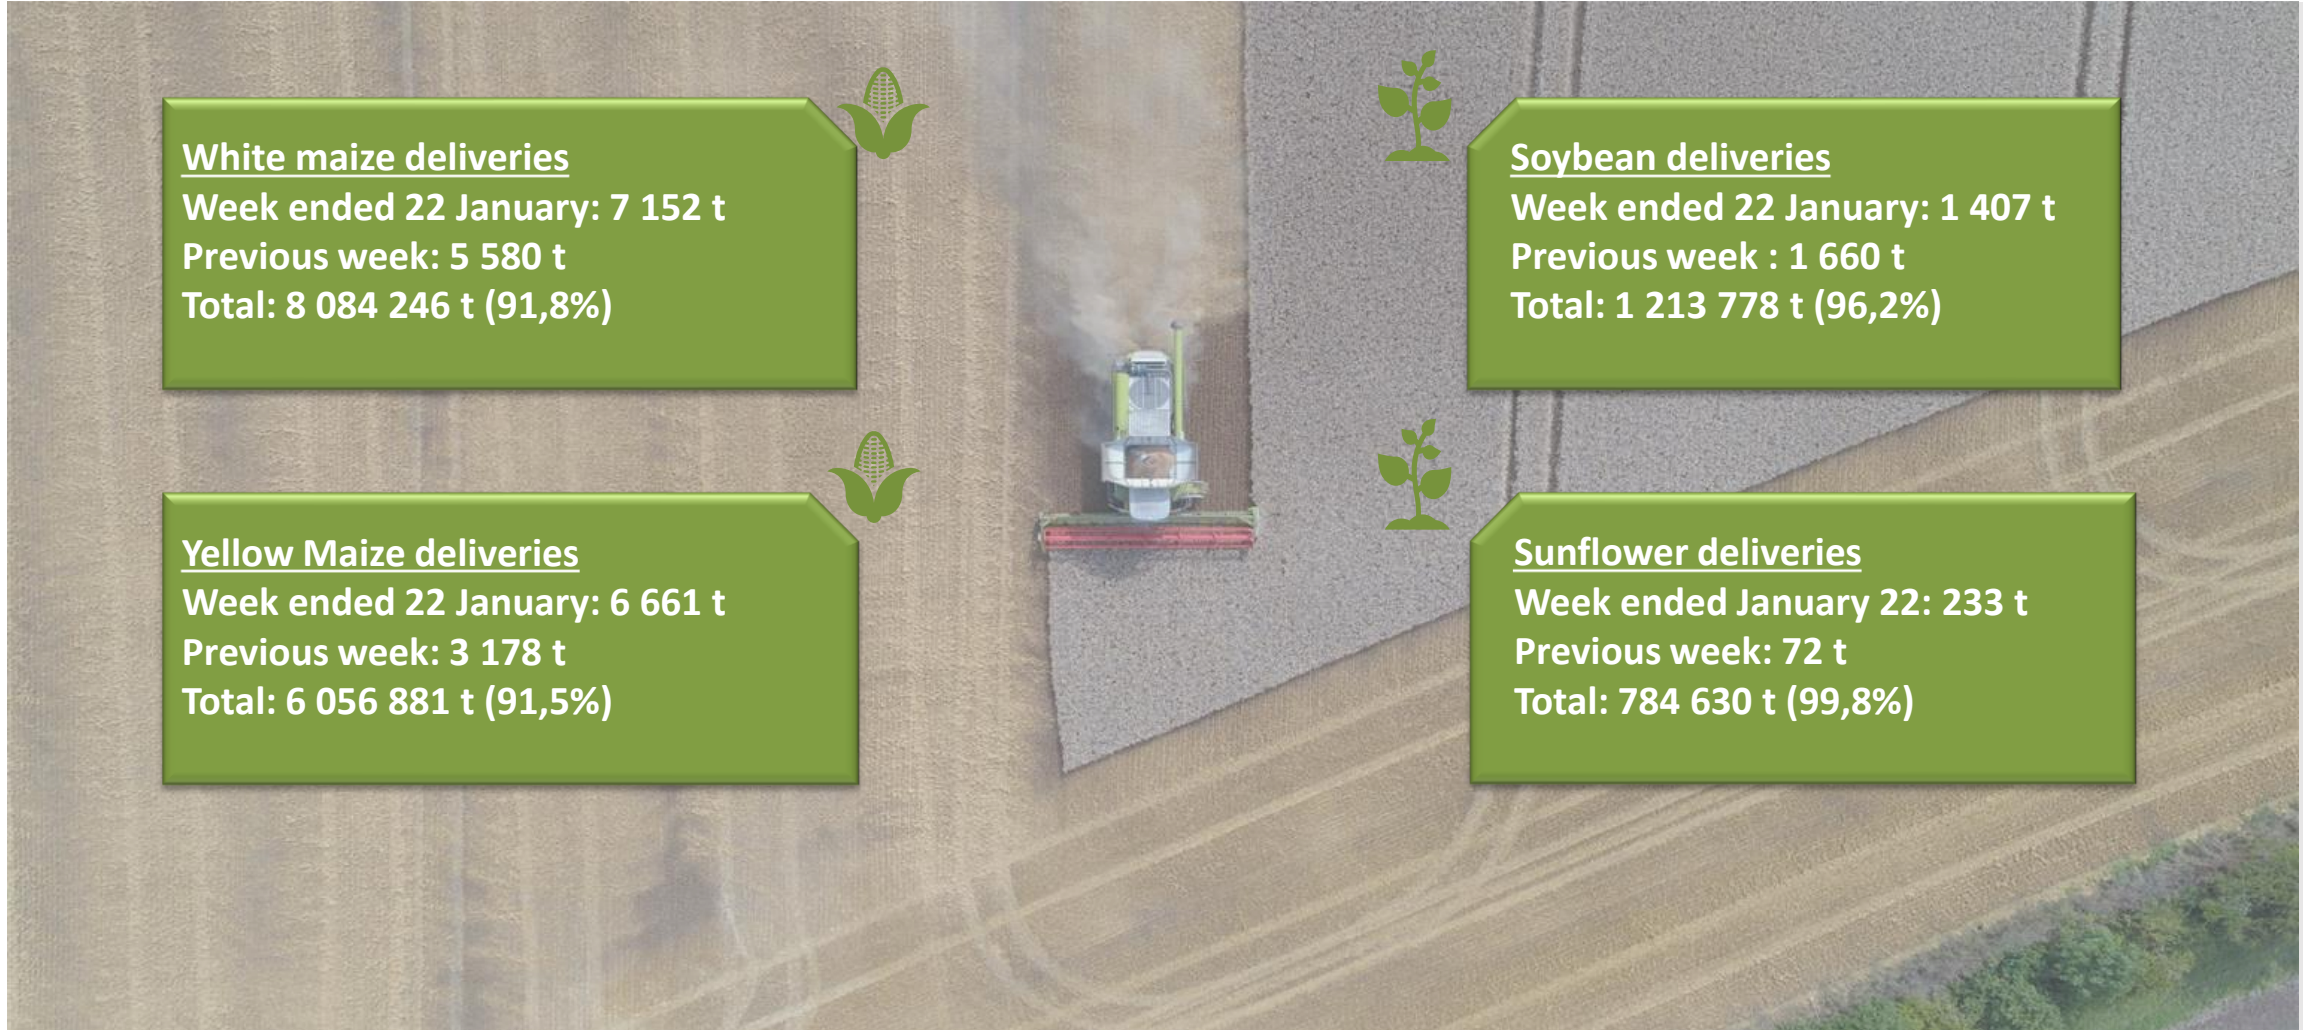 White maize deliveries
Week ended 22 January: 7 152 t
Previous week: 5 580 t
Total: 8 084 246 t (91,8%)
Soybean deliveries
Week ended 22 January: 1 407 t
Previous week : 1 660 t
Total: 1 213 778 t (96,2%)
Yellow Maize deliveries
Week ended 22 January: 6 661 t
Previous week: 3 178 t
Total: 6 056 881 t (91,5%)
Sunflower deliveries
Week ended January 22: 233 t
Previous week: 72 t
Total: 784 630 t (99,8%)